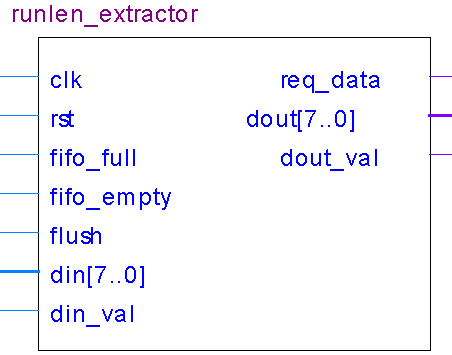 runlen_extractor
clk
req_data
rst
dout[7..0]
fifo_full
dout_val
fifo_empty
flush
din[7..0]
din_val